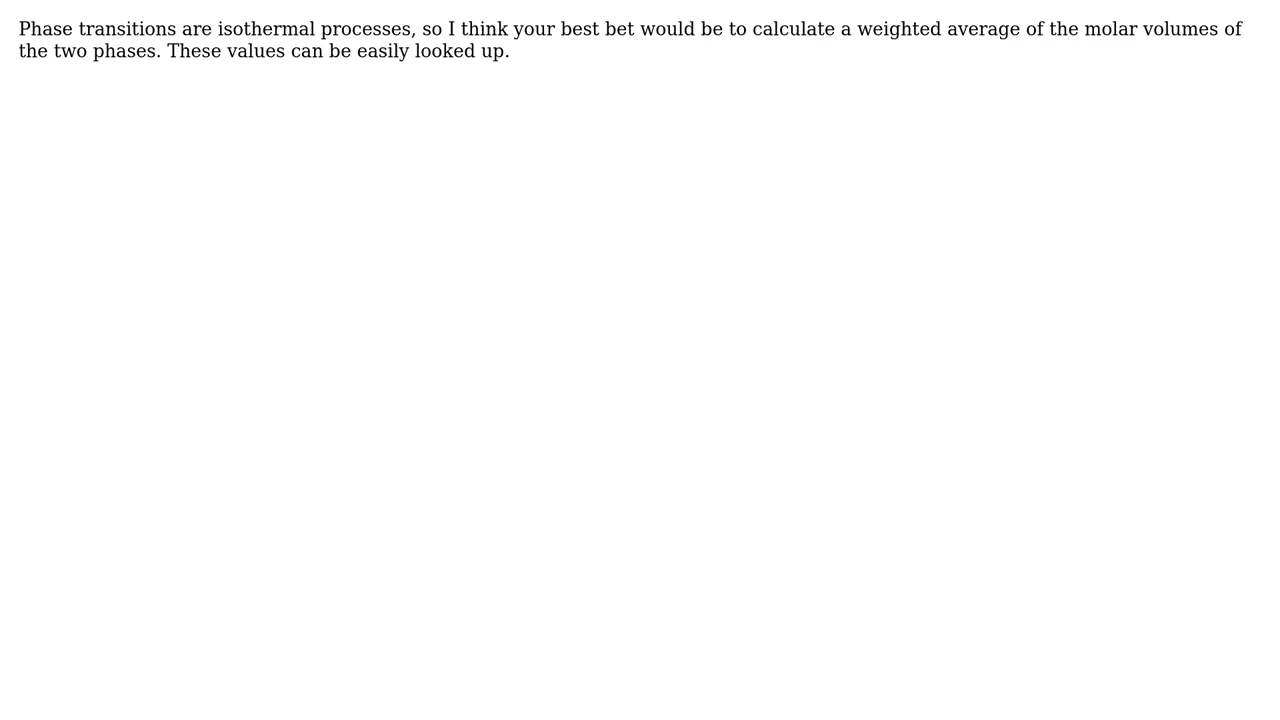 Phase transitions are isothermal processes, so I think your best bet would be to calculate a weighted average of the molar volumes of
the two phases. These values can be easily looked up.